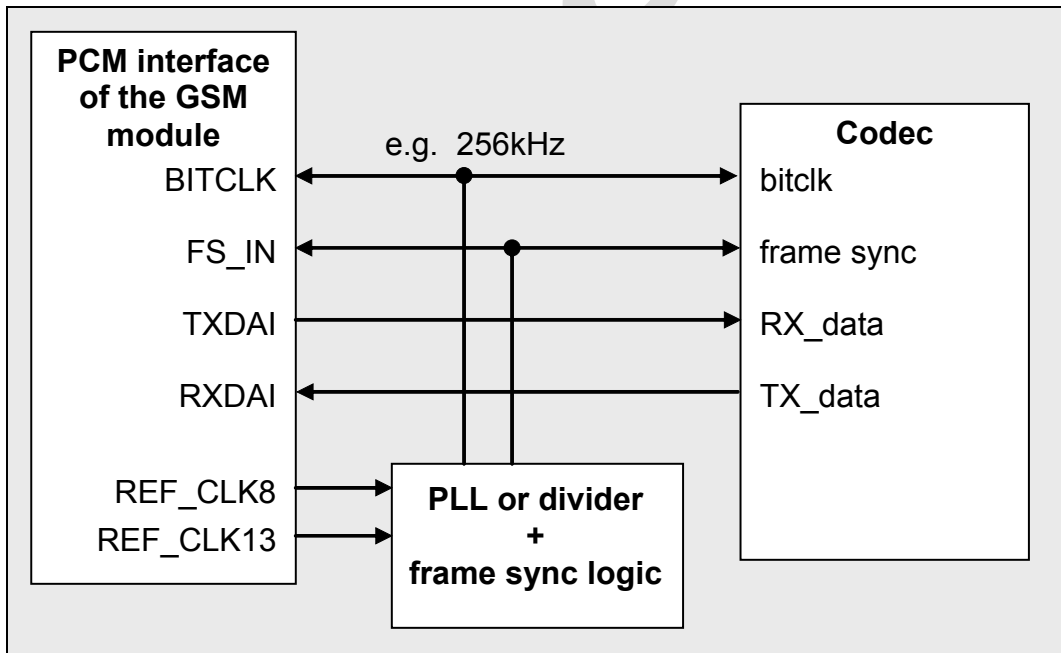 PCM interface
of the GSM
module
e.g. 256kHz
Codec
BITCLK
bitclk
FS_IN
frame sync
TXDAI
RX_data
RXDAI
TX_data
REF_CLK8
REF_CLK13
PLL or divider
+
frame sync logic